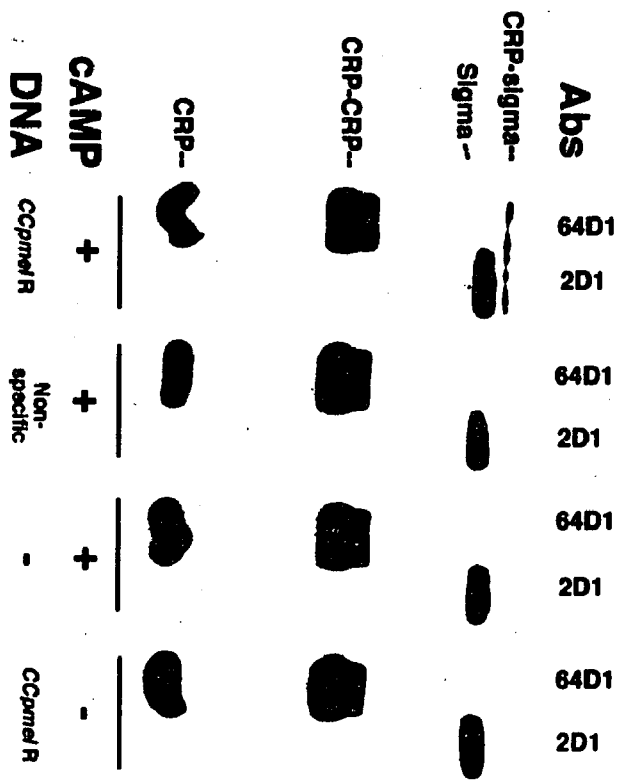 Abs 64D1 2D1 64D1 2D1 64D1 2D1 64D1 2D1
CRP-sigma--
Sigma--
CRP-CRP--
CRP--
cAMP + + + -
DNA CCpmelR Non-
specific - CCpmelR